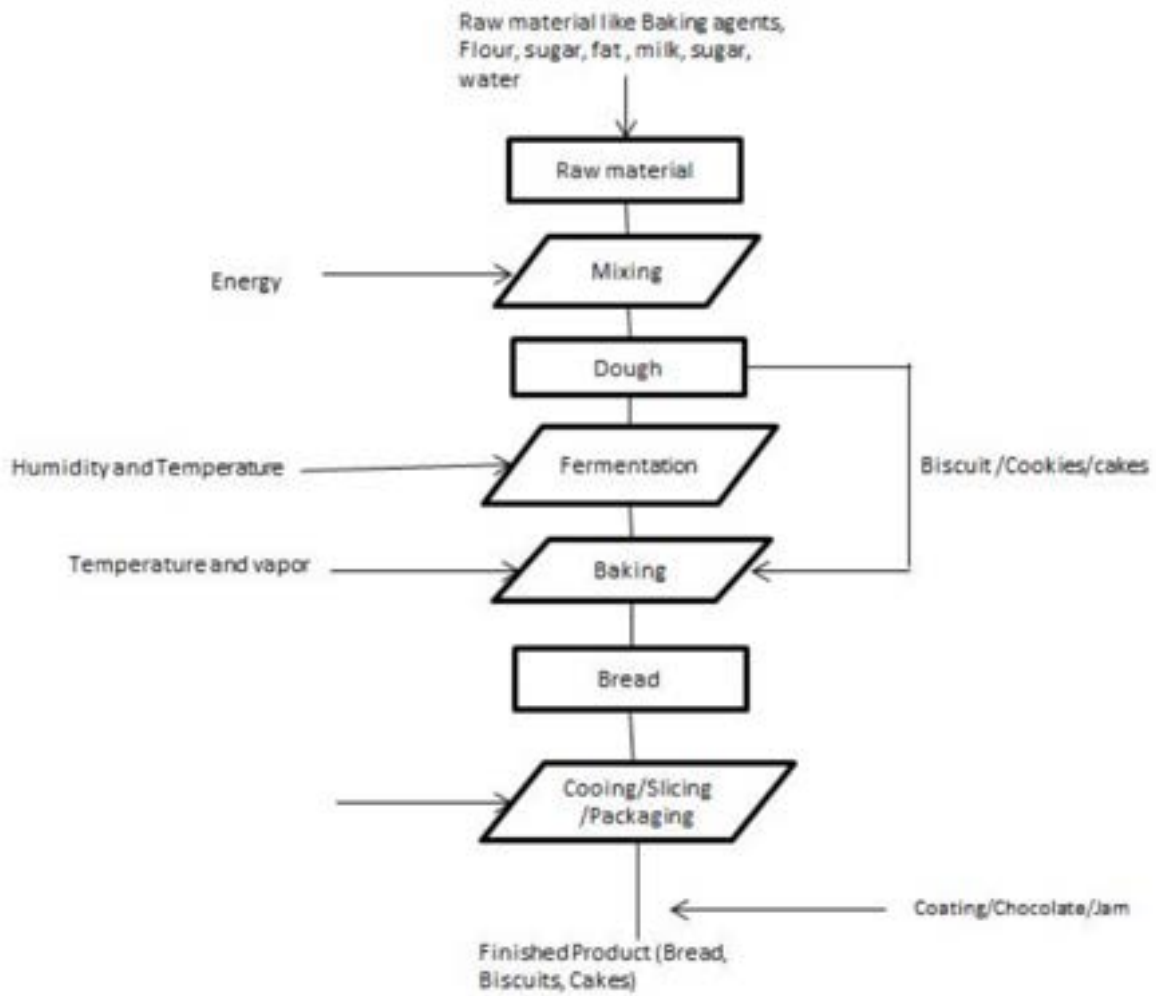 Raw material like Baking agents,
Flour, sugar, fat , milk, sugar,
water
Raw material
Energy
Mixing
Dough
Humidity and Temperature
Fermentation
Biscuit /Cookies/cakes
Temperature and vapor
Baking
Bread
Cooing/Slicing
/Packaging
Coating/Chocolate/Jam
Finished Product (Bread,
Biscuits, Cakes)